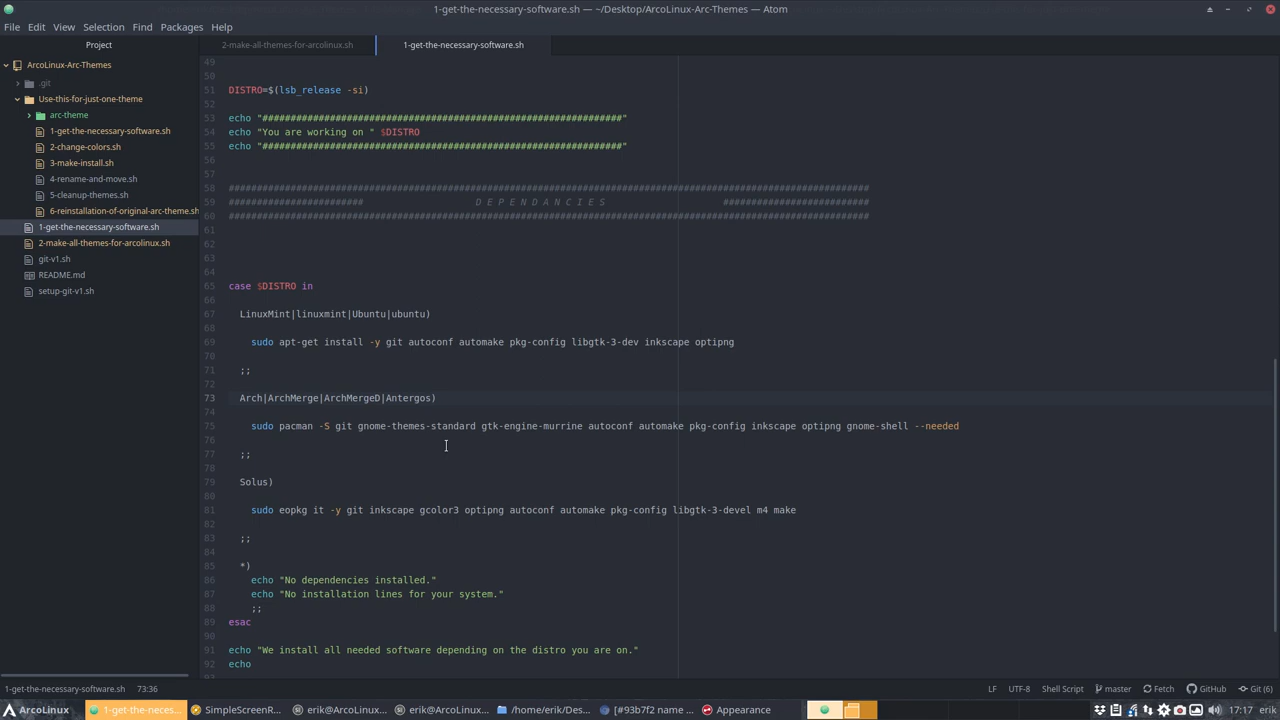 1-get-the-necessary-software.sh — ~/Desktop/ArcoLinux-Arc-Themes — Atom
File Edit View Selection Find Packages Help
Project
ArcoLinux-Arc-Themes
.git
Use-this-for-just-one-theme
arc-theme
1-get-the-necessary-software.sh
2-change-colors.sh
3-make-install.sh
4-rename-and-move.sh
5-cleanup-themes.sh
6-reinstallation-of-original-arc-theme.sh
1-get-the-necessary-software.sh
2-make-all-themes-for-arcolinux.sh
git-v1.sh
README.md
setup-git-v1.sh
2-make-all-themes-for-arcolinux.sh
1-get-the-necessary-software.sh
49
50
51 DISTRO=$(lsb_release -si)
52
53 echo "################################################################"
54 echo "You are working on " $DISTRO
55 echo "################################################################"
56
57
58 ##################################################################################################################
59 ######################## D E P E N D A N C I E S ##########################
60 ##################################################################################################################
61
62
63
64
65 case $DISTRO in
66
67 LinuxMint|linuxmint|Ubuntu|ubuntu)
68
69 sudo apt-get install -y git autoconf automake pkg-config libgtk-3-dev inkscape optipng
70
71 ;;
72
73 Arch|ArchMerge|ArchMergeD|Antergos)
74
75 sudo pacman -S git gnome-themes-standard gtk-engine-murrine autoconf automake pkg-config inkscape optipng gnome-shell --needed
76
77 ;;
78
79 Solus)
80
81 sudo eopkg it -y git inkscape gcolor3 optipng autoconf automake pkg-config libgtk-3-devel m4 make
82
83 ;;
84
85 *)
86 echo "No dependencies installed."
87 echo "No installation lines for your system."
88 ;;
89 esac
90
91 echo "We install all needed software depending on the distro you are on."
92 echo
1-get-the-necessary-software.sh 73:36 LF UTF-8 Shell Script master Fetch GitHub Git (6)
ArcoLinux 1-get-the-neces... SimpleScreenR... erik@ArcoLinux... erik@ArcoLinux... /home/erik/Des... [#93b7f2 name ... Appearance 17:17 erik